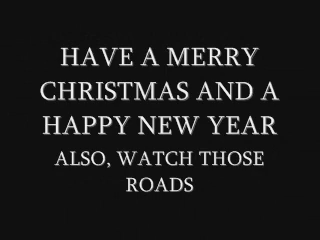 HAVE A MERRY
CHRISTMAS AND A
HAPPY NEW YEAR
ALSO, WATCH THOSE
ROADS